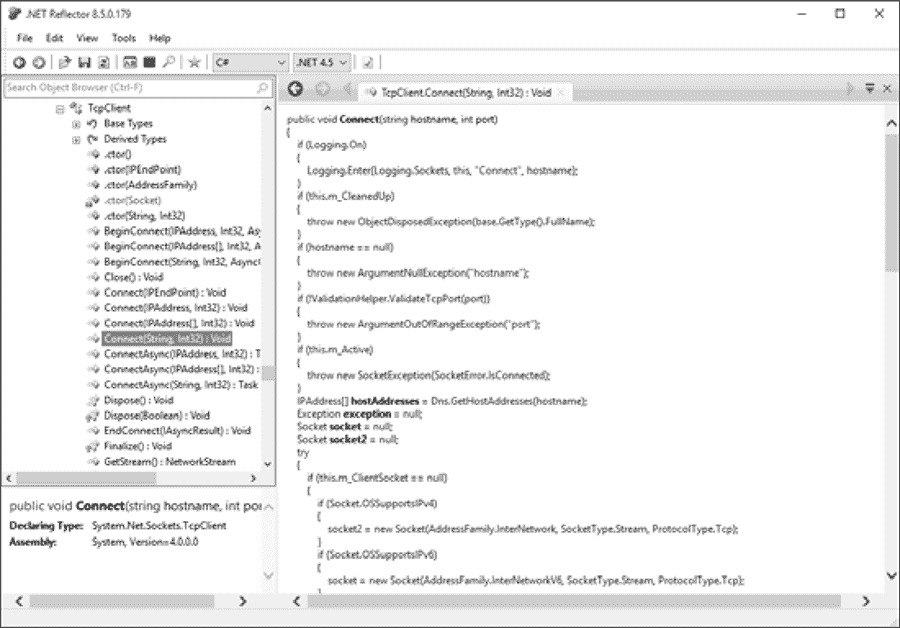 .NET Reflector 8.5.0.179
File Edit View Tools Help
C# .NET 4.5
Search Object Browser (Ctrl-F)
TcpClient
Base Types
Derived Types
.ctor()
.ctor(IPEndPoint)
.ctor(AddressFamily)
.ctor(Socket)
.ctor(String, Int32)
BeginConnect(IPAddress, Int32, Asy
BeginConnect(IPAddress[], Int32, A
BeginConnect(String, Int32, AsyncC
Close() : Void
Connect(IPEndPoint) : Void
Connect(IPAddress, Int32) : Void
Connect(IPAddress[], Int32) : Void
Connect(String, Int32) : Void
ConnectAsync(IPAddress, Int32) : T
ConnectAsync(IPAddress[], Int32) :
ConnectAsync(String, Int32) : Task
Dispose() : Void
Dispose(Boolean) : Void
EndConnect(IAsyncResult) : Void
Finalize() : Void
GetStream() : NetworkStream
public void Connect(string hostname, int por
Declaring Type: System.Net.Sockets.TcpClient
Assembly: System, Version=4.0.0.0
TcpClient.Connect(String, Int32) : Void
public void Connect(string hostname, int port)
{
if (Logging.On)
{
Logging.Enter(Logging.Sockets, this, "Connect", hostname);
}
if (this.m_CleanedUp)
{
throw new ObjectDisposedException(base.GetType().FullName);
}
if (hostname == null)
{
throw new ArgumentNullException("hostname");
}
if (!ValidationHelper.ValidateTcpPort(port))
{
throw new ArgumentOutOfRangeException("port");
}
if (this.m_Active)
{
throw new SocketException(SocketError.IsConnected);
}
IPAddress[] hostAddresses = Dns.GetHostAddresses(hostname);
Exception exception = null;
Socket socket = null;
Socket socket2 = null;
try
{
if (this.m_ClientSocket == null)
{
if (Socket.OSSupportsIPv4)
{
socket2 = new Socket(AddressFamily.InterNetwork, SocketType.Stream, ProtocolType.Tcp);
}
if (Socket.OSSupportsIPv6)
{
socket = new Socket(AddressFamily.InterNetworkV6, SocketType.Stream, ProtocolType.Tcp);